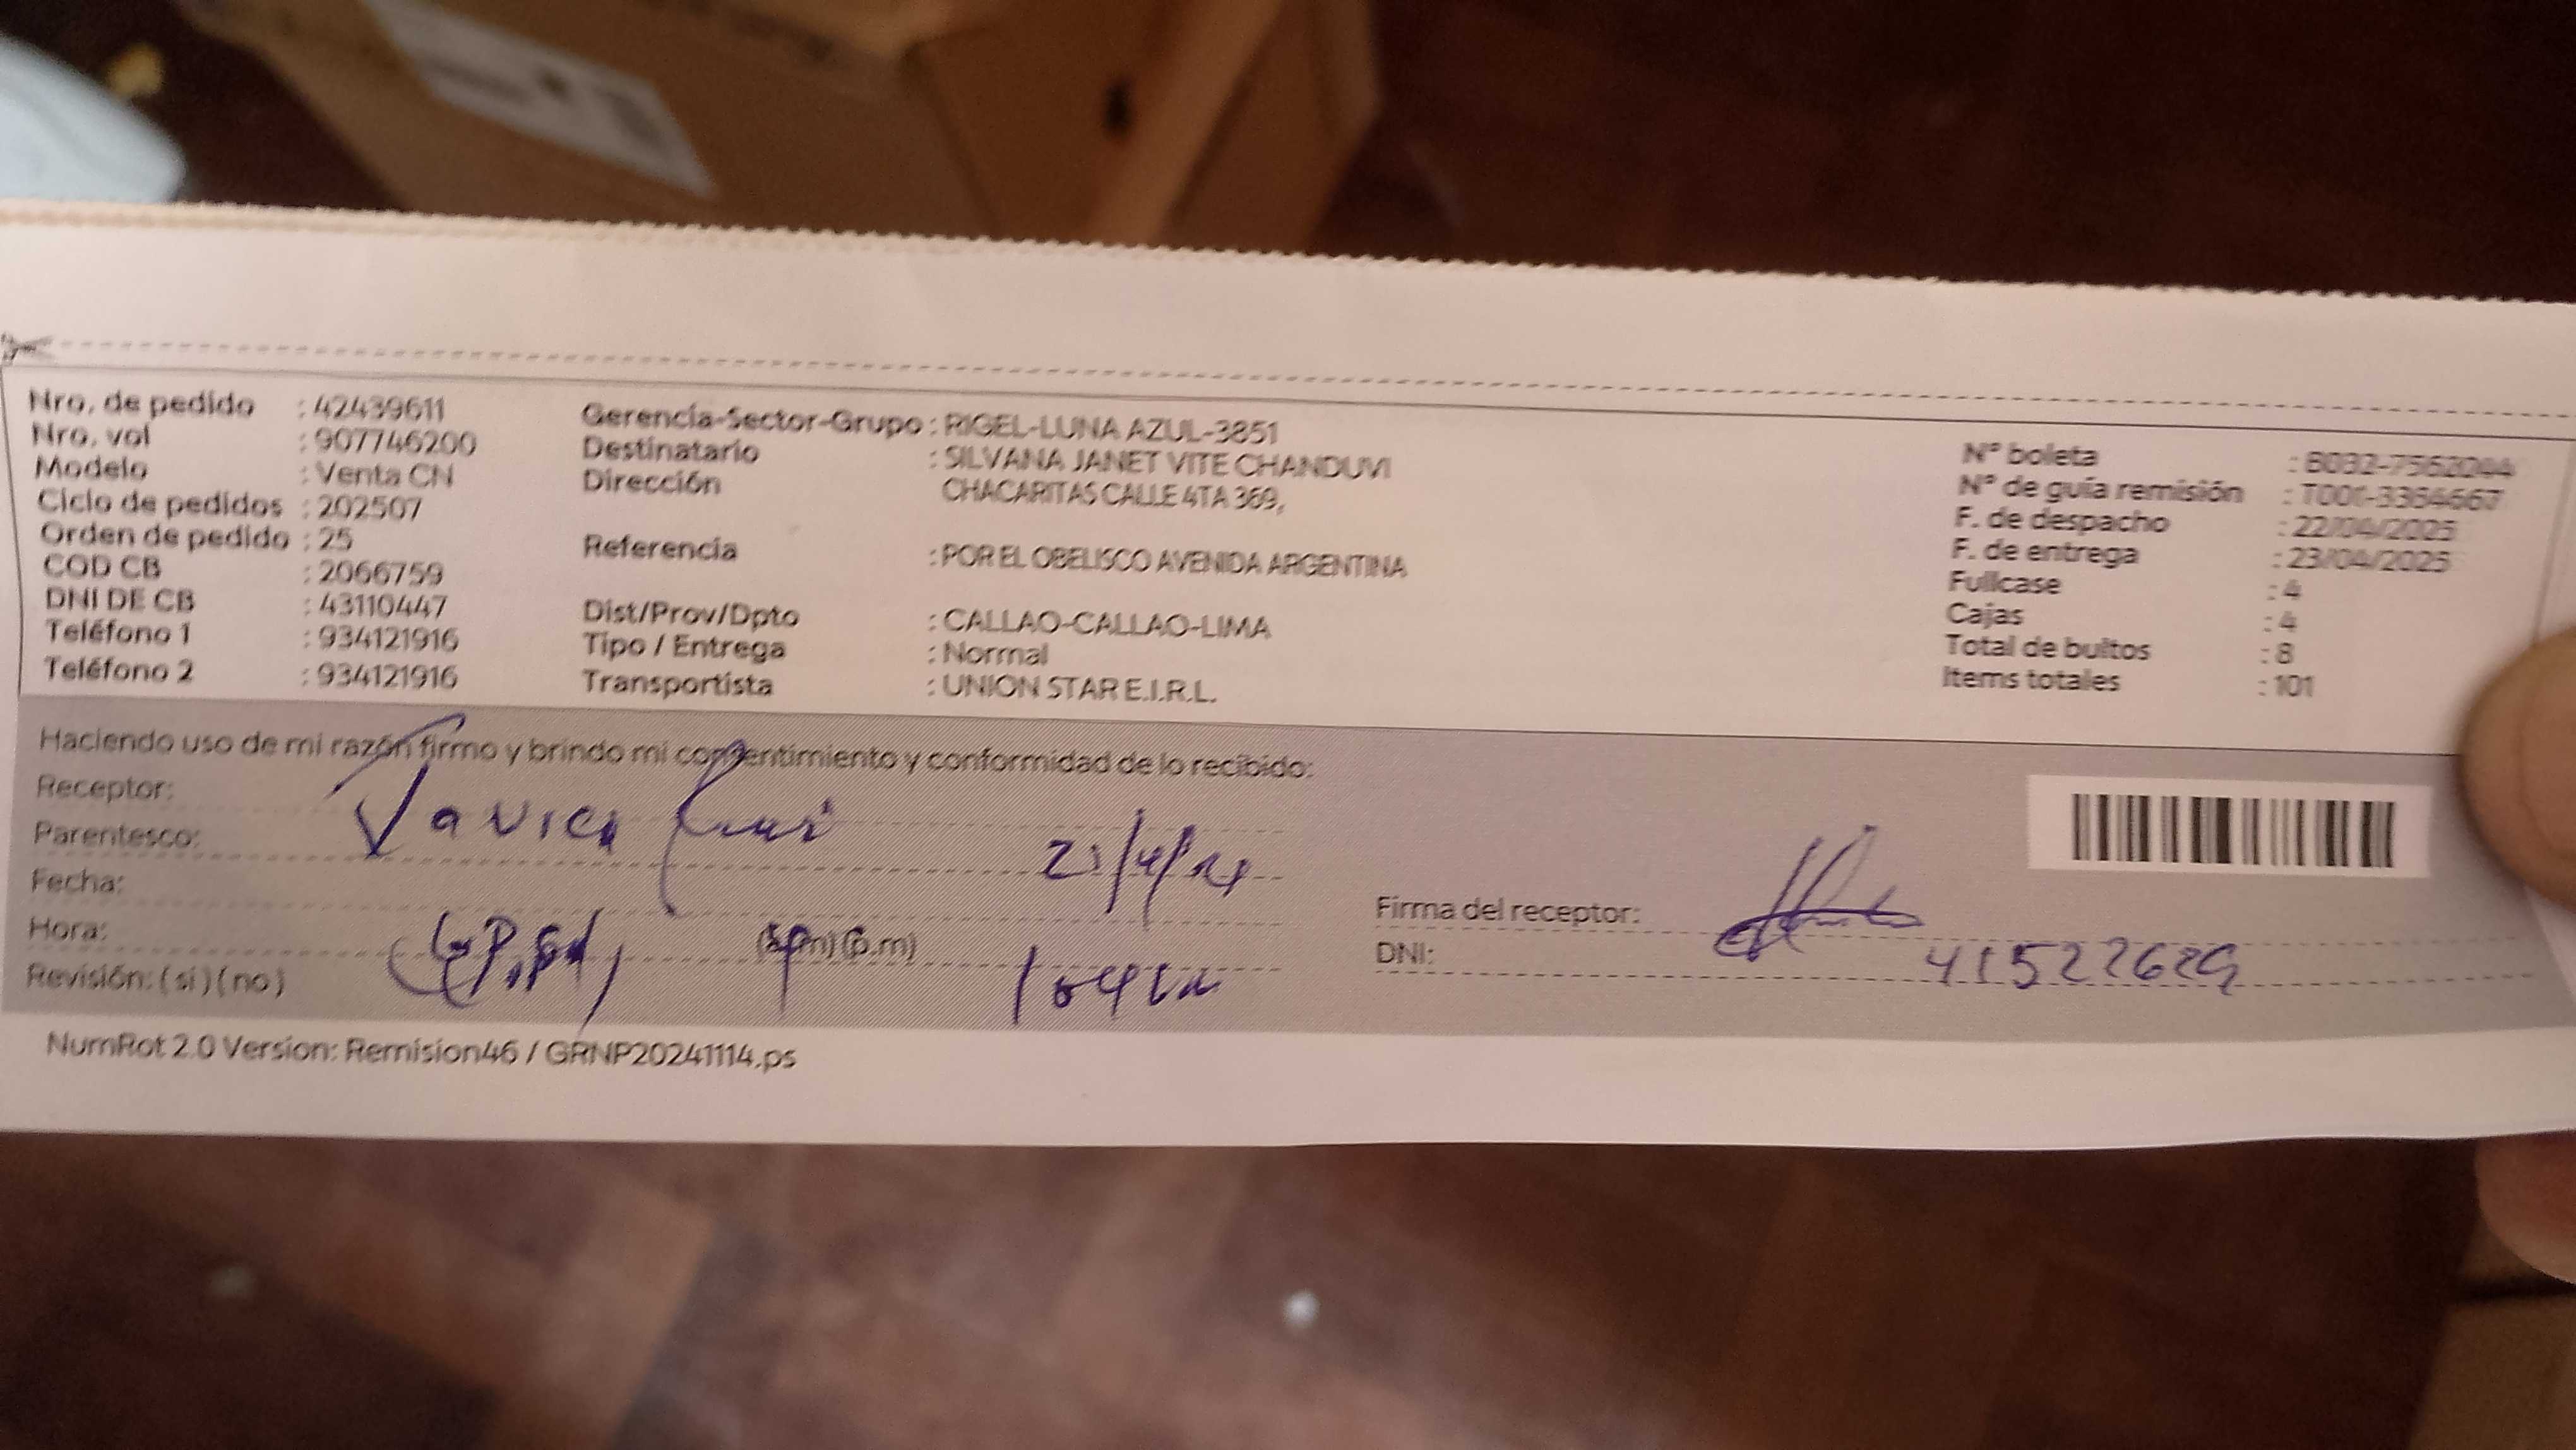 Nro. de pedido : 42439611
Nro. vol : 907746200
Modelo : Venta CN
Ciclo de pedidos : 202507
Orden de pedido : 25
COD CB : 2066759
DNI DE CB : 43110447
Teléfono 1 : 934121916
Teléfono 2 : 934121916
Gerencia-Sector-Grupo : RIGEL-LUNA AZUL-3851
Destinatario : SILVANA JANET VITE CHANDUVI
Dirección CHACARITAS CALLE 4TA 369,
Referencia : POR EL OBELISCO AVENIDA ARGENTINA
Dist/Prov/Dpto : CALLAO-CALLAO-LIMA
Tipo / Entrega : Normal
Transportista : UNION STAR E.I.R.L.
N° boleta : B032-7562044
N° de guía remisión : T001-3364667
F. de despacho : 22/04/2025
F. de entrega : 23/04/2025
Fullcase : 4
Cajas : 4
Total de bultos : 8
Items totales : 101
Haciendo uso de mi razón firmo y brindo mi consentimiento y conformidad de lo recibido:
Receptor: Javier
Parentesco:
Fecha:
Hora: (a.m) (p.m)
Revisión: ( si ) ( no )
Firma del receptor:
DNI: 41522629
NumRot 2.0 Version: Remision46 / GRNP20241114.ps